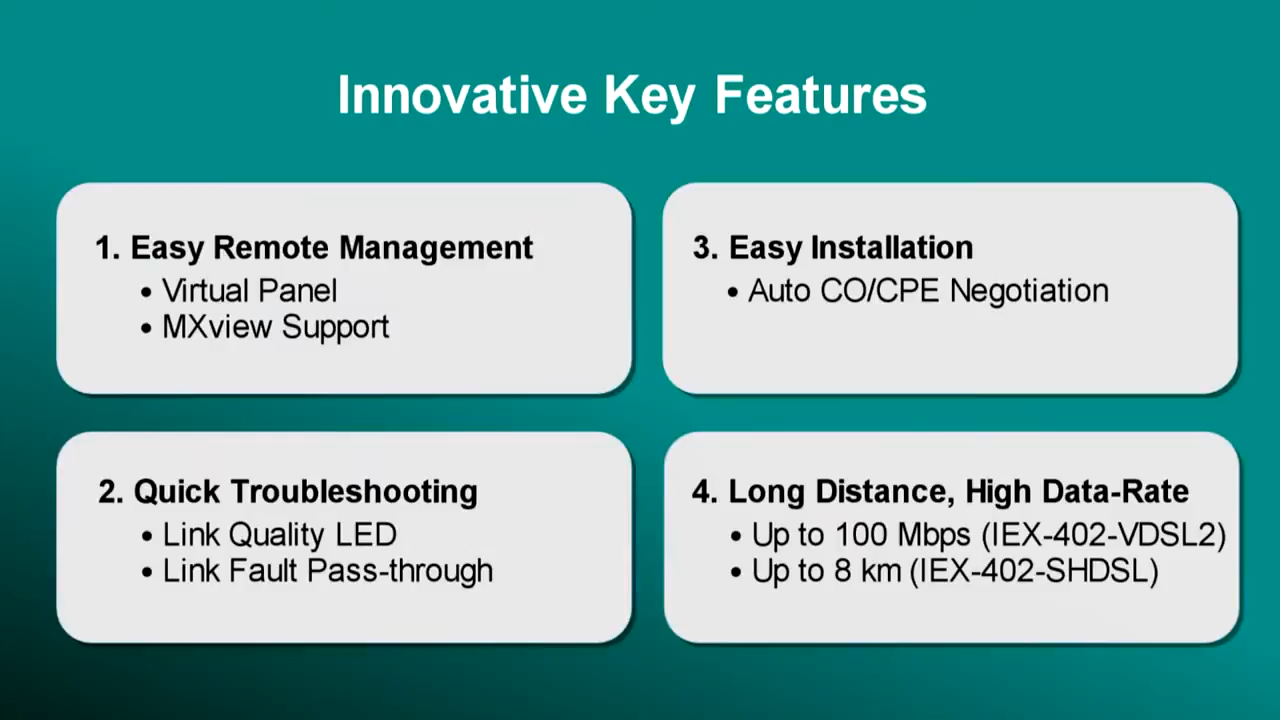 Innovative Key Features
1. Easy Remote Management
• Virtual Panel
• MXview Support
2. Quick Troubleshooting
• Link Quality LED
• Link Fault Pass-through
3. Easy Installation
• Auto CO/CPE Negotiation
4. Long Distance, High Data-Rate
• Up to 100 Mbps (IEX-402-VDSL2)
• Up to 8 km (IEX-402-SHDSL)